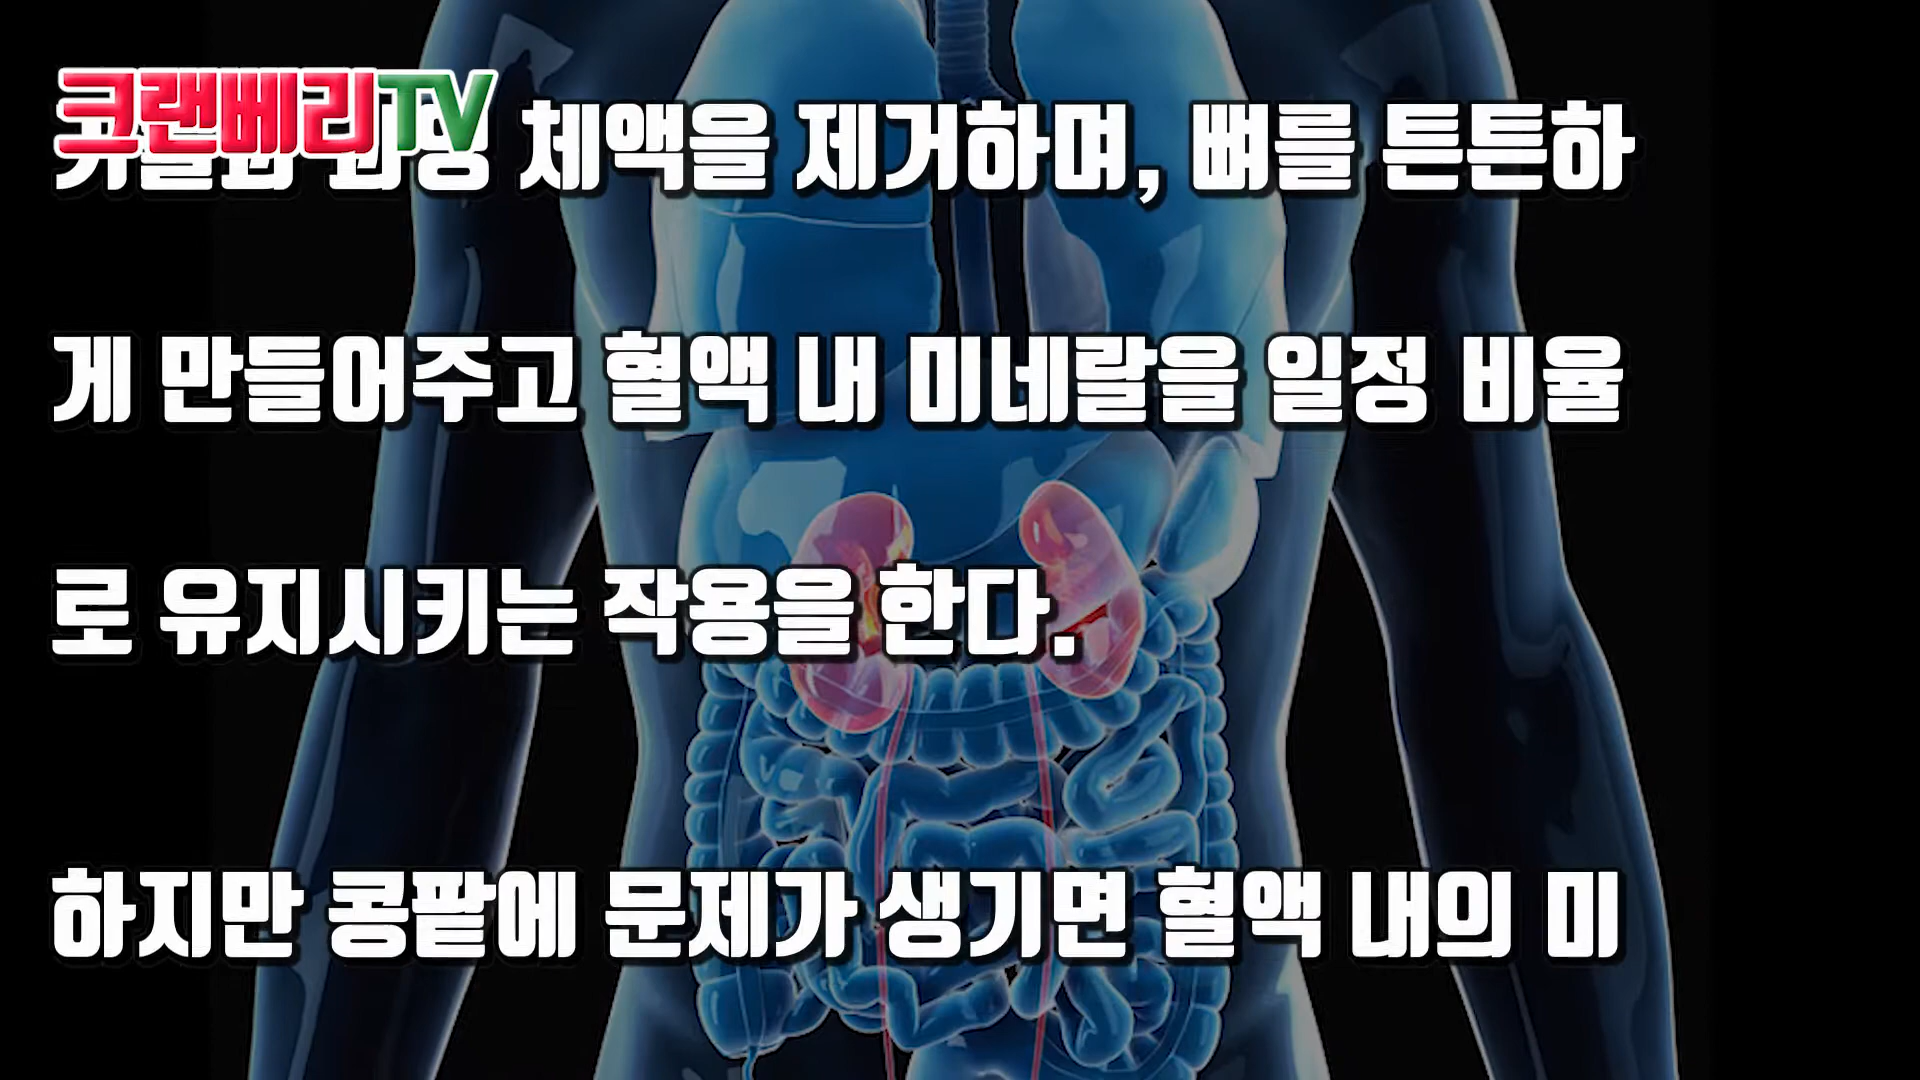 크랜베리TV
체액을 제거하며, 뼈를 튼튼하
게 만들어주고 혈액 내 미네랄을 일정 비율
로 유지시키는 작용을 한다.
하지만 콩팥에 문제가 생기면 혈액 내의 미